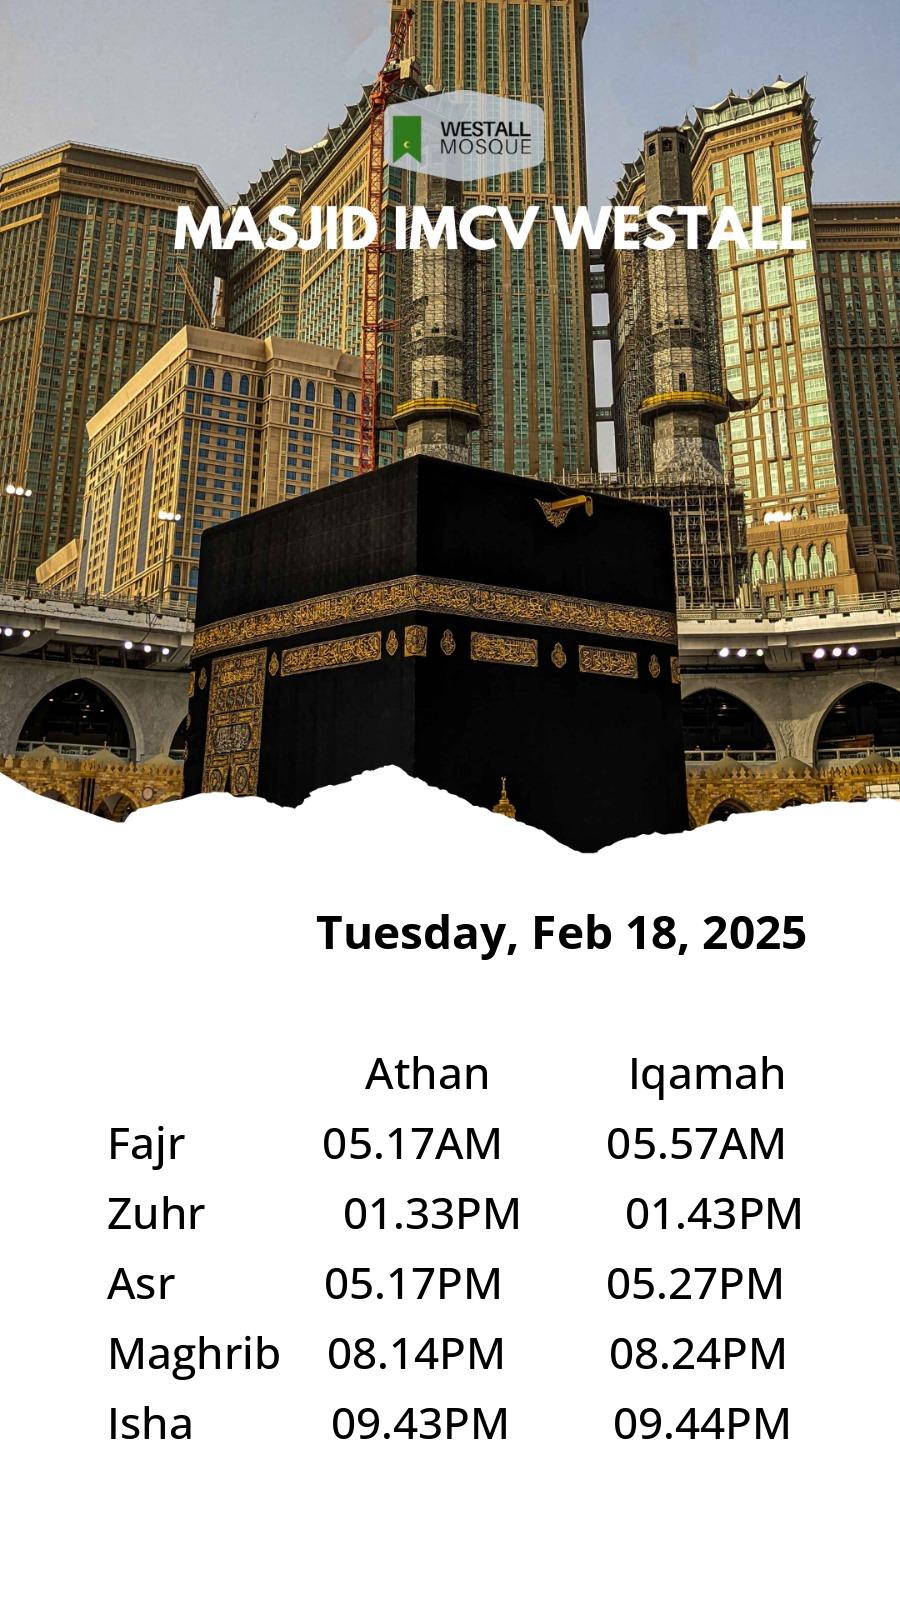 WESTALL
MOSQUE
MASJID IMCV WESTALL
Tuesday, Feb 18, 2025
Athan Iqamah
Fajr 05.17AM 05.57AM
Zuhr 01.33PM 01.43PM
Asr 05.17PM 05.27PM
Maghrib 08.14PM 08.24PM
Isha 09.43PM 09.44PM